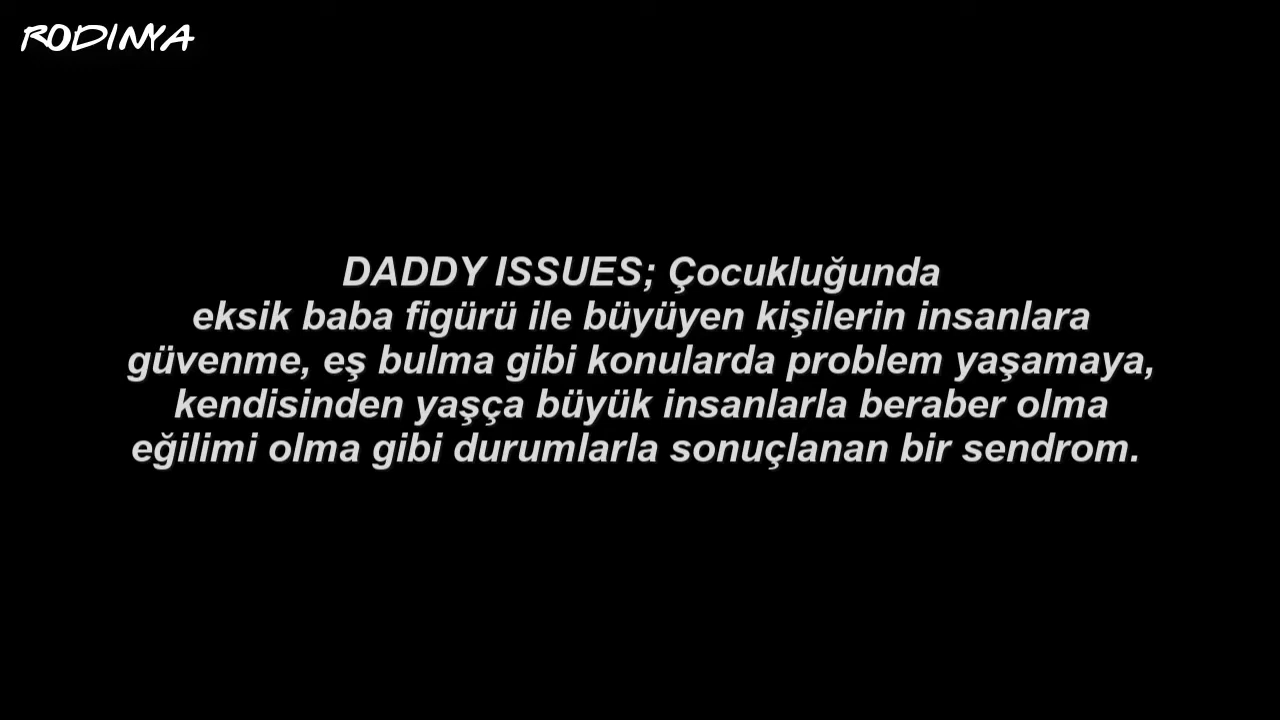 RODINYA
DADDY ISSUES; Çocukluğunda
eksik baba figürü ile büyüyen kişilerin insanlara
güvenme, eş bulma gibi konularda problem yaşamaya,
kendisinden yaşça büyük insanlarla beraber olma
eğilimi olma gibi durumlarla sonuçlanan bir sendrom.